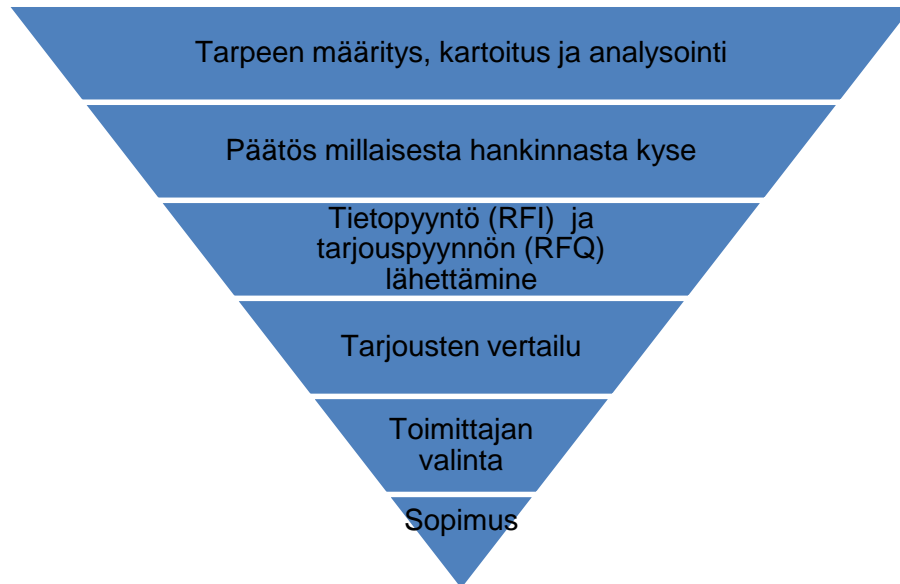 Tarpeen määritys, kartoitus ja analysointi
Päätös millaisesta hankinnasta kyse
Tietopyyntö (RFI)  ja
tarjouspyynnön (RFQ)
lähettämine
Tarjousten vertailu
Toimittajan
valinta
Sopimus